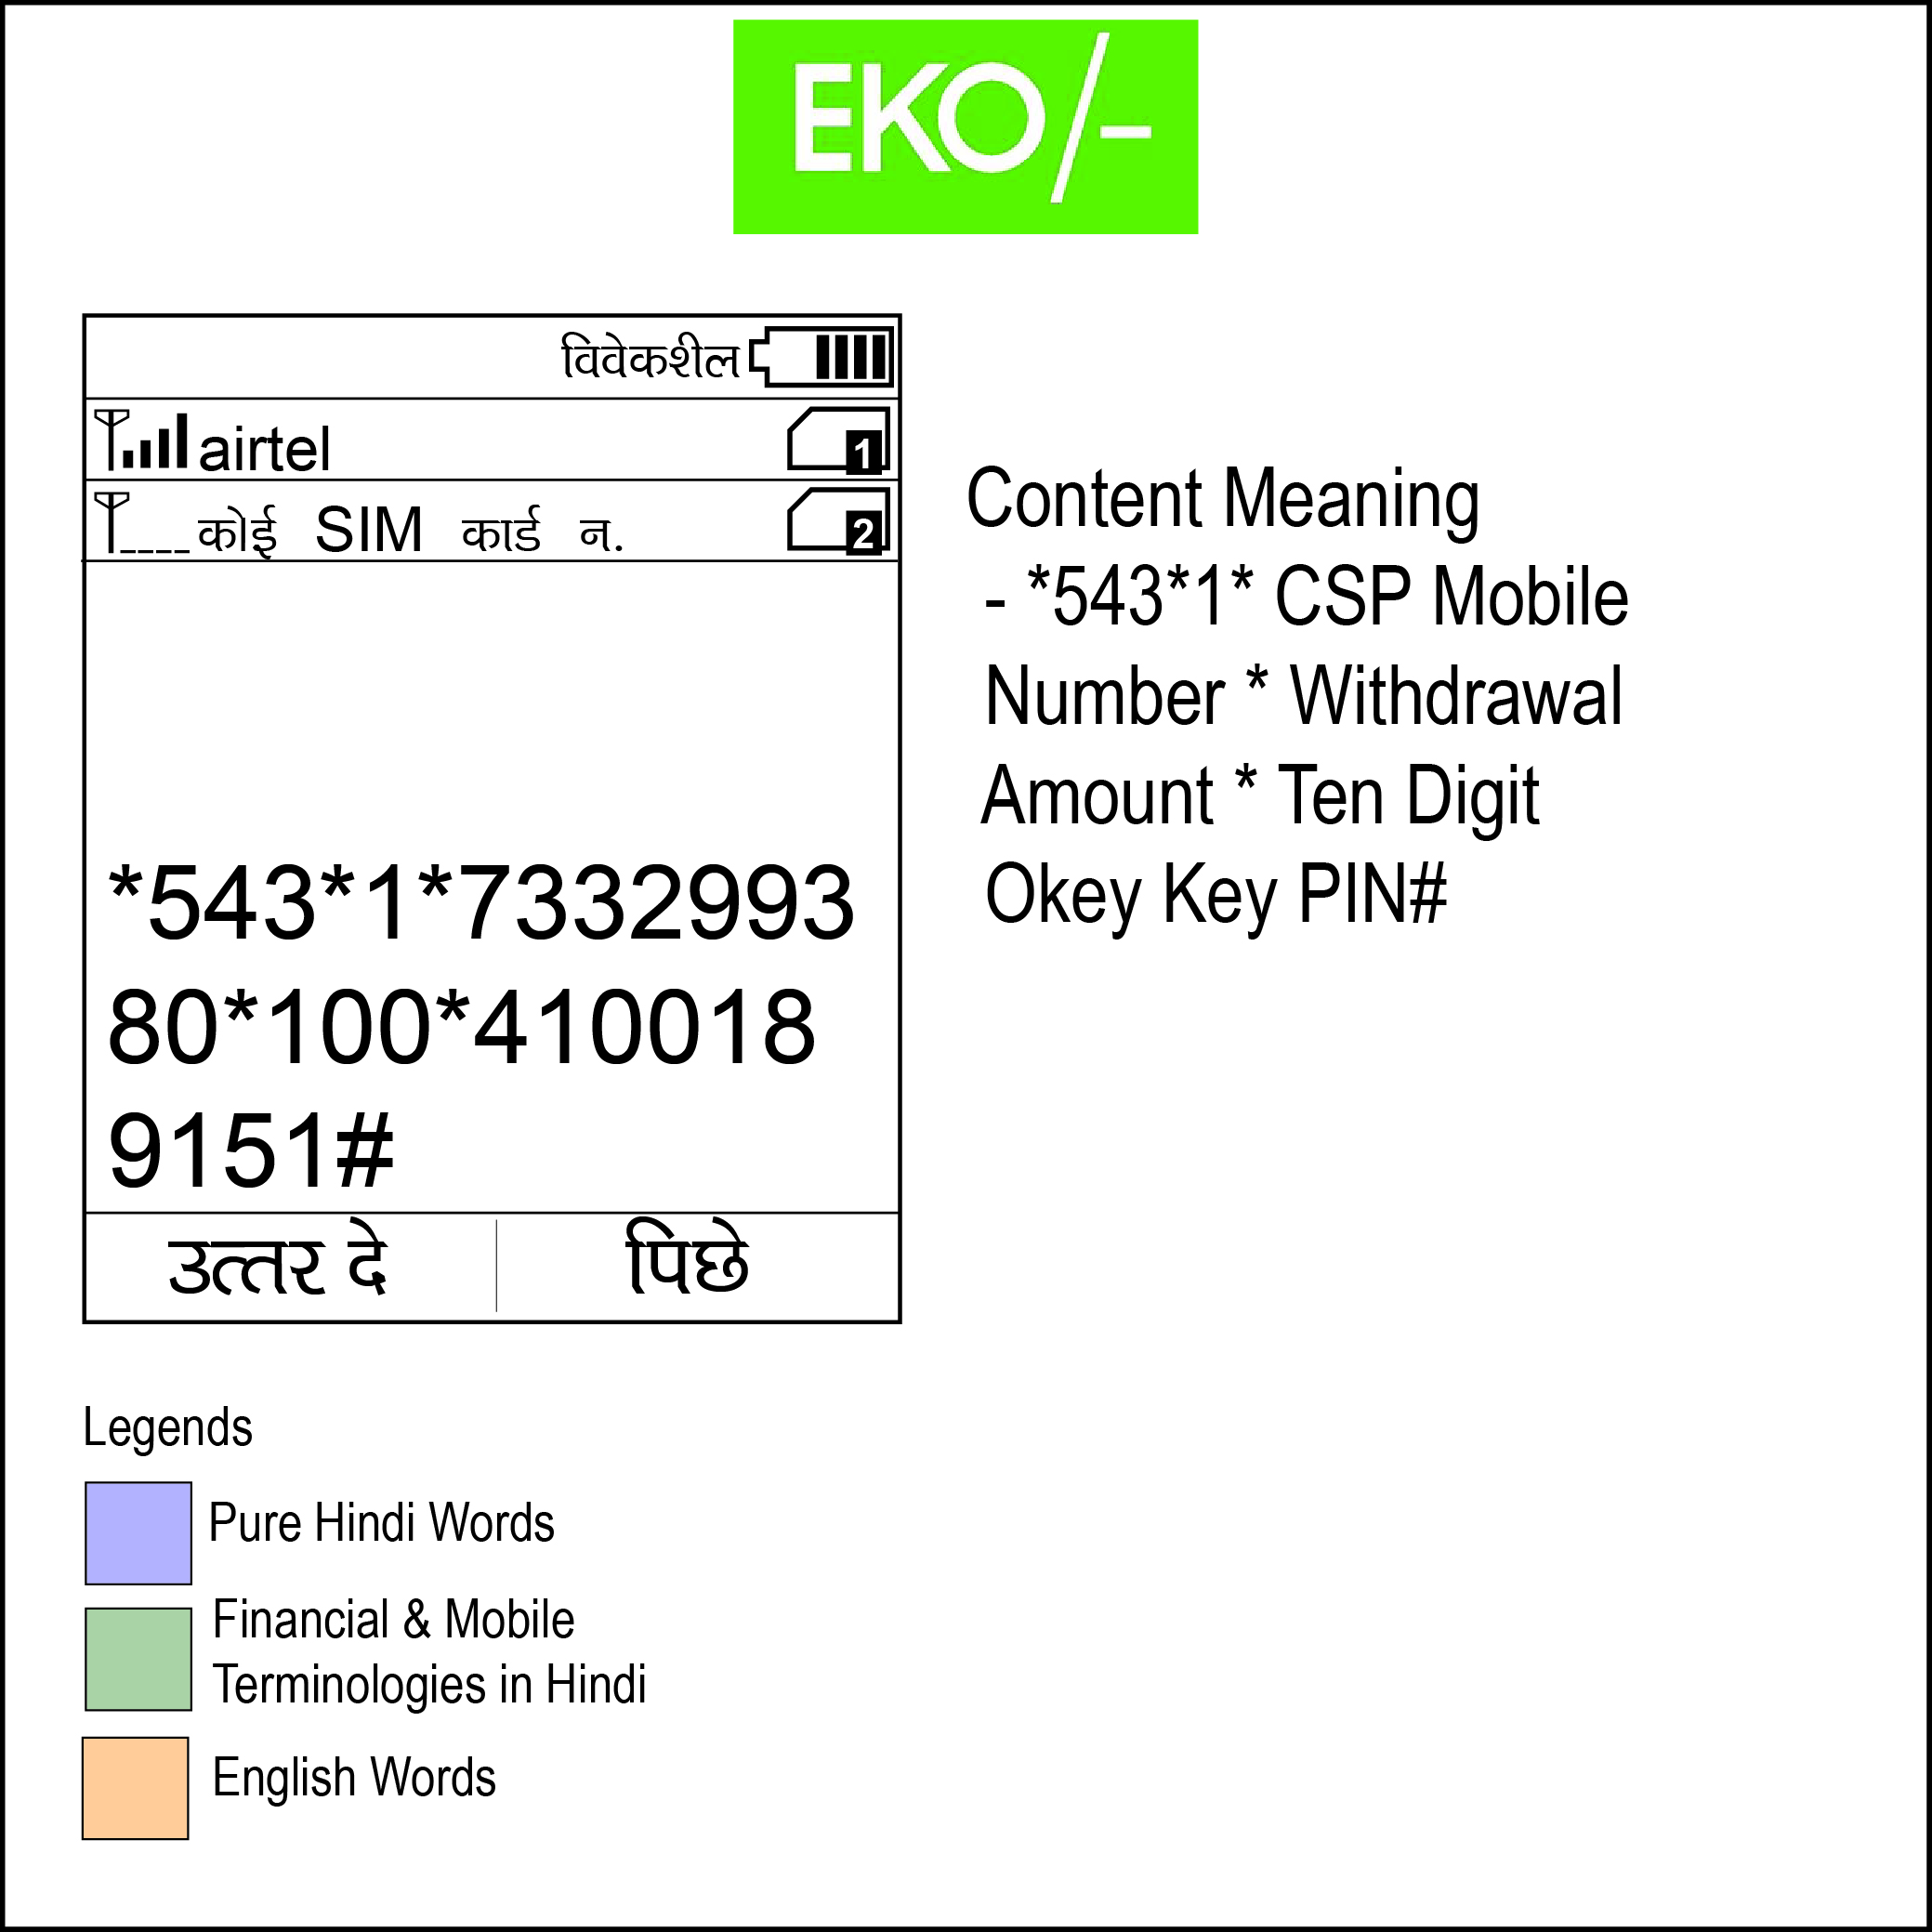 EKO/-
विवेकशील
airtel
1
कोई SIM कार्ड न.
2
*543*1*7332993
80*100*410018
9151#
उत्तर दे
पिछे
Content Meaning
- *543*1* CSP Mobile
Number * Withdrawal
Amount * Ten Digit
Okey Key PIN#
Legends
Pure Hindi Words
Financial & Mobile
Terminologies in Hindi
English Words